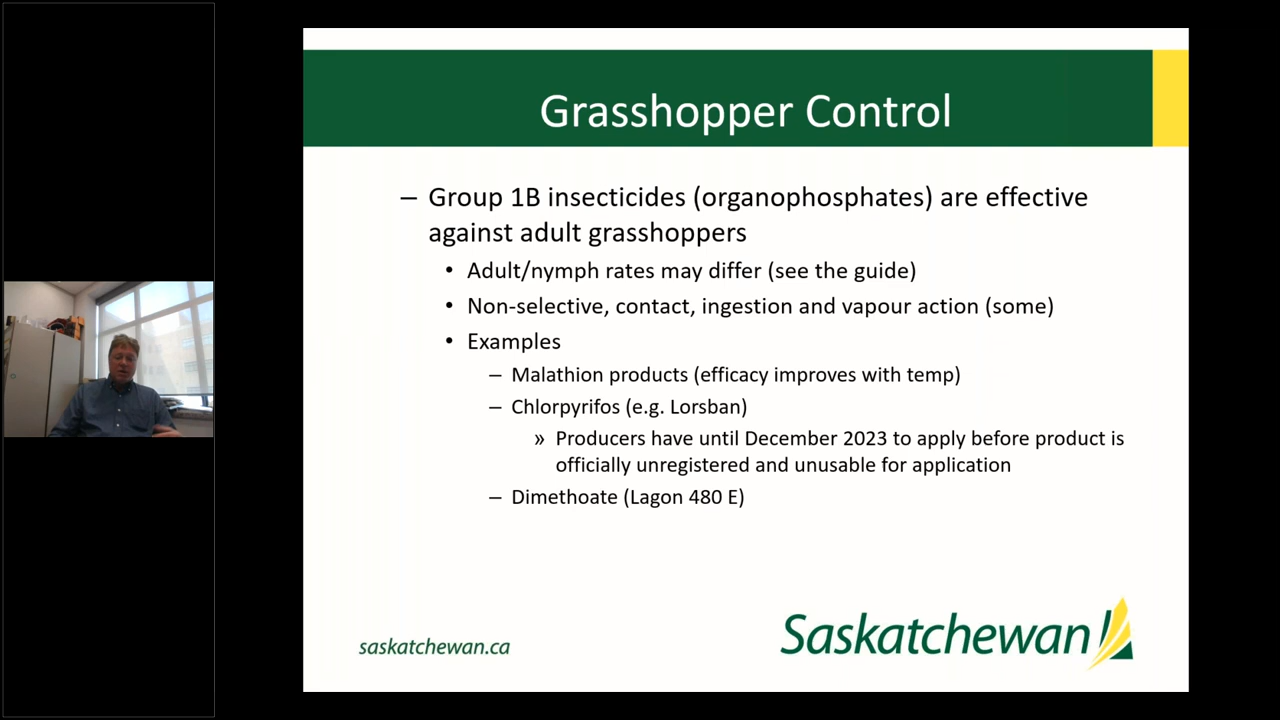 Grasshopper Control
– Group 1B insecticides (organophosphates) are effective
against adult grasshoppers
• Adult/nymph rates may differ (see the guide)
• Non-selective, contact, ingestion and vapour action (some)
• Examples
– Malathion products (efficacy improves with temp)
– Chlorpyrifos (e.g. Lorsban)
» Producers have until December 2023 to apply before product is
officially unregistered and unusable for application
– Dimethoate (Lagon 480 E)
saskatchewan.ca
Saskatchewan